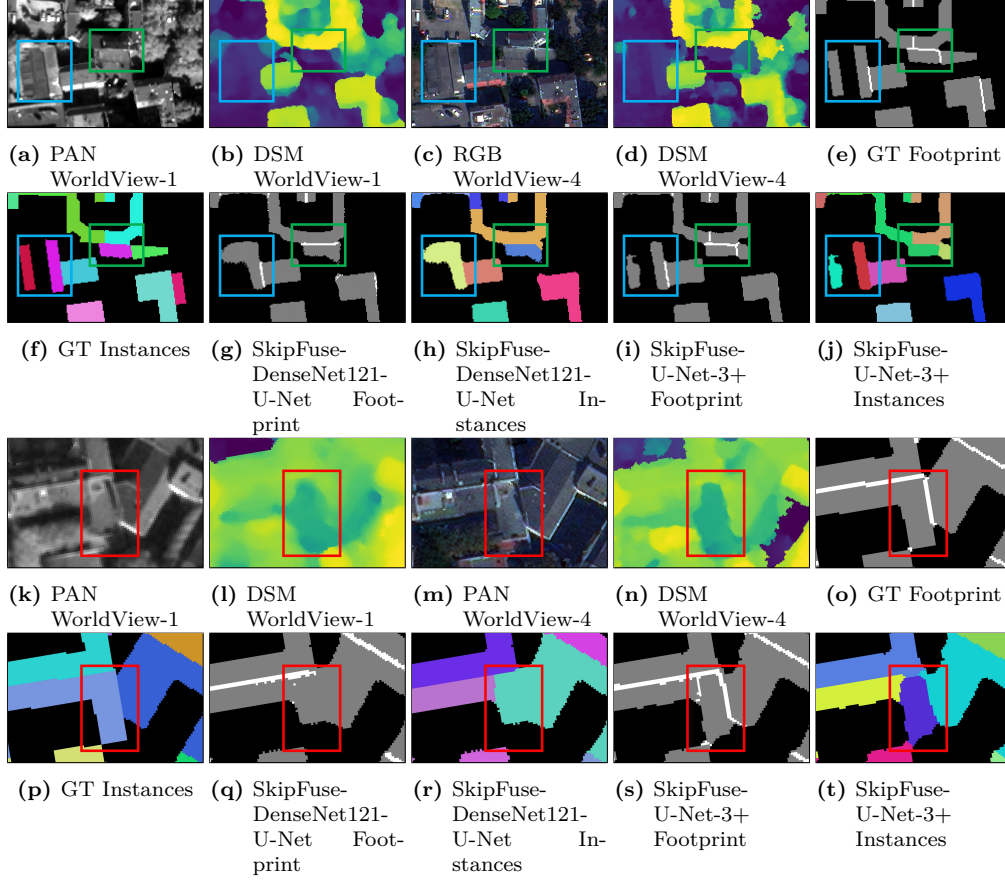 (a) PAN WorldView-1
(b) DSM WorldView-1
(c) RGB WorldView-4
(d) DSM WorldView-4
(e) GT Footprint
(f) GT Instances
(g) SkipFuse-
DenseNet121-
U-Net Foot-
print
(h) SkipFuse-
DenseNet121-
U-Net In-
stances
(i) SkipFuse-
U-Net-3+
Footprint
(j) SkipFuse-
U-Net-3+
Instances
(k) PAN
WorldView-1
(l) DSM
WorldView-1
(m) PAN
WorldView-4
(n) DSM
WorldView-4
(o) GT Footprint
(p) GT Instances
(q) SkipFuse-
DenseNet121-
U-Net Foot-
print
(r) SkipFuse-
DenseNet121-
U-Net In-
stances
(s) SkipFuse-
U-Net-3+
Footprint
(t) SkipFuse-
U-Net-3+
Instances